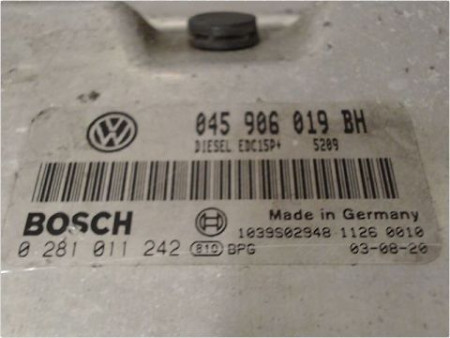 045 906 019 BH
DIESEL EDC15P+ 5209
BOSCH
Made in Germany
1039S02948 1126 0010
0 281 011 242 810 BPG 03-08-20